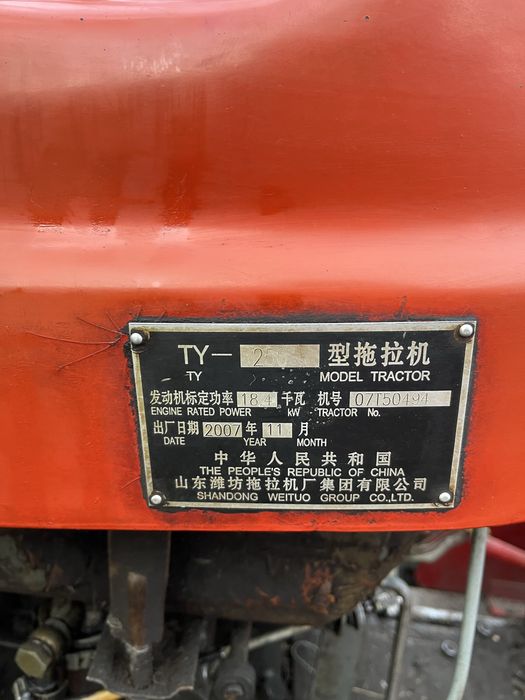 TY- 型拖拉机
TY MODEL TRACTOR
发动机标定功率 18.4 千瓦 机号 07T50494
ENGINE RATED POWER kW TRACTOR No.
出厂日期 2007 年 11 月
DATE YEAR MONTH
中华人民共和国
THE PEOPLE'S REPUBLIC OF CHINA
山东潍坊拖拉机厂集团有限公司
SHANDONG WEITUO GROUP CO.,LTD.